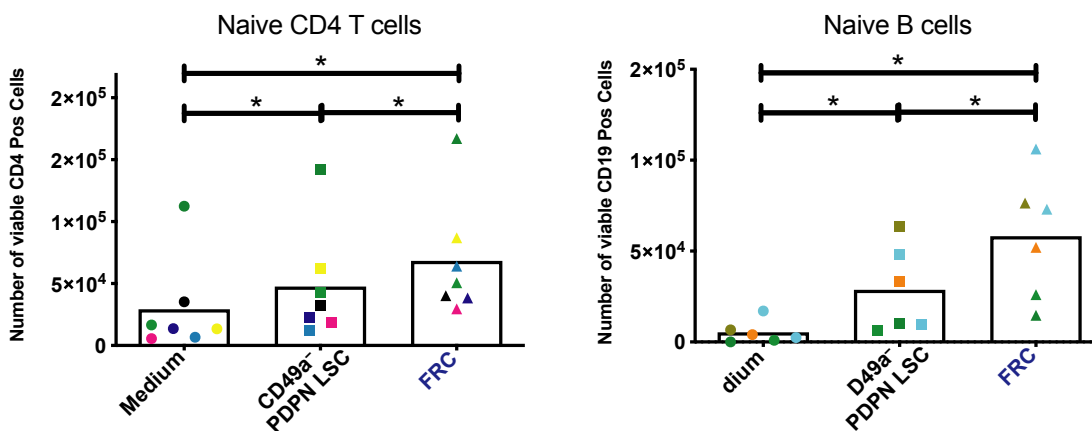 Naive CD4 T cells
Number of viable CD4 Pos Cells
*
*
*
2×10⁵
2×10⁵
1×10⁵
5×10⁴
0
Medium
CD49a⁻
PDPN LSC
FRC
Naive B cells
Number of viable CD19 Pos Cells
*
*
*
2×10⁵
1×10⁵
5×10⁴
0
dium
D49a⁻
PDPN LSC
FRC